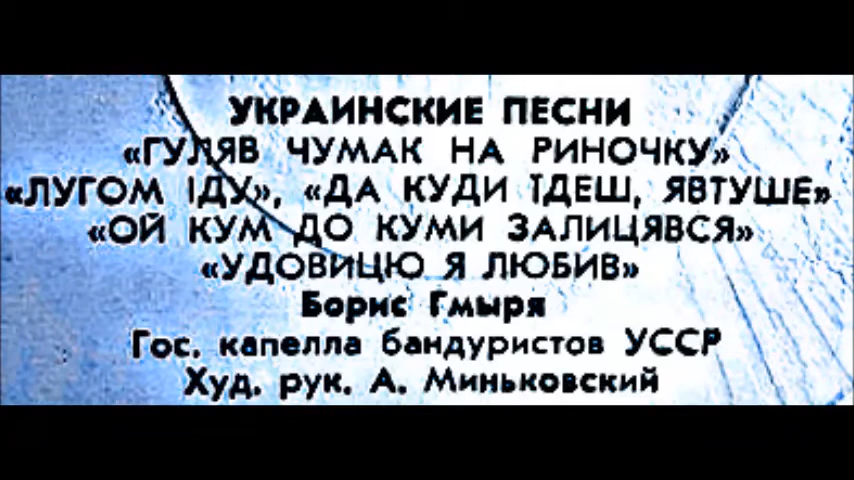 УКРАИНСКИЕ ПЕСНИ
«ГУЛЯВ ЧУМАК НА РИНОЧКУ»
«ЛУГОМ ІДУ», «ДА КУДИ ЇДЕШ, ЯВТУШЕ»
«ОЙ КУМ ДО КУМИ ЗАЛИЦЯВСЯ»
«УДОВИЦЮ Я ЛЮБИВ»
Борис Гмыря
Гос. капелла бандуристов УССР
Худ. рук. А. Миньковский